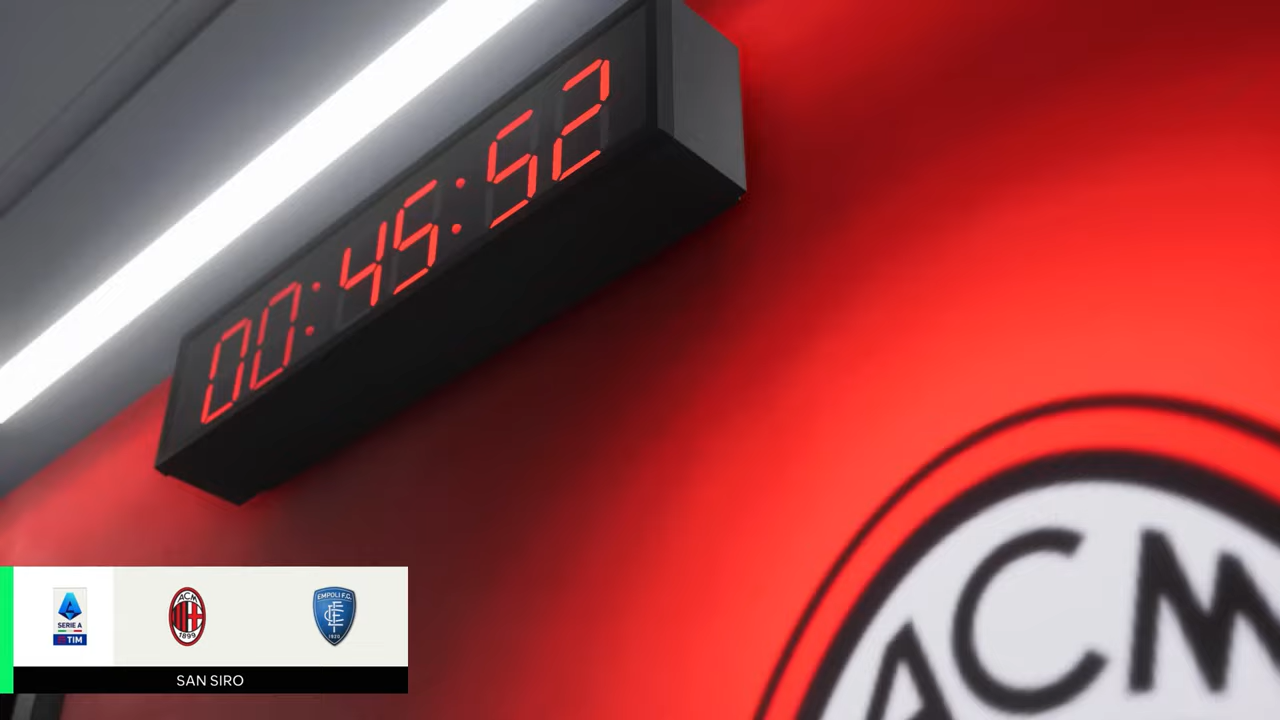 00:45:52
ACM
SERIE A
TIM
ACM
1899
EMPOLI F.C.
1920
SAN SIRO